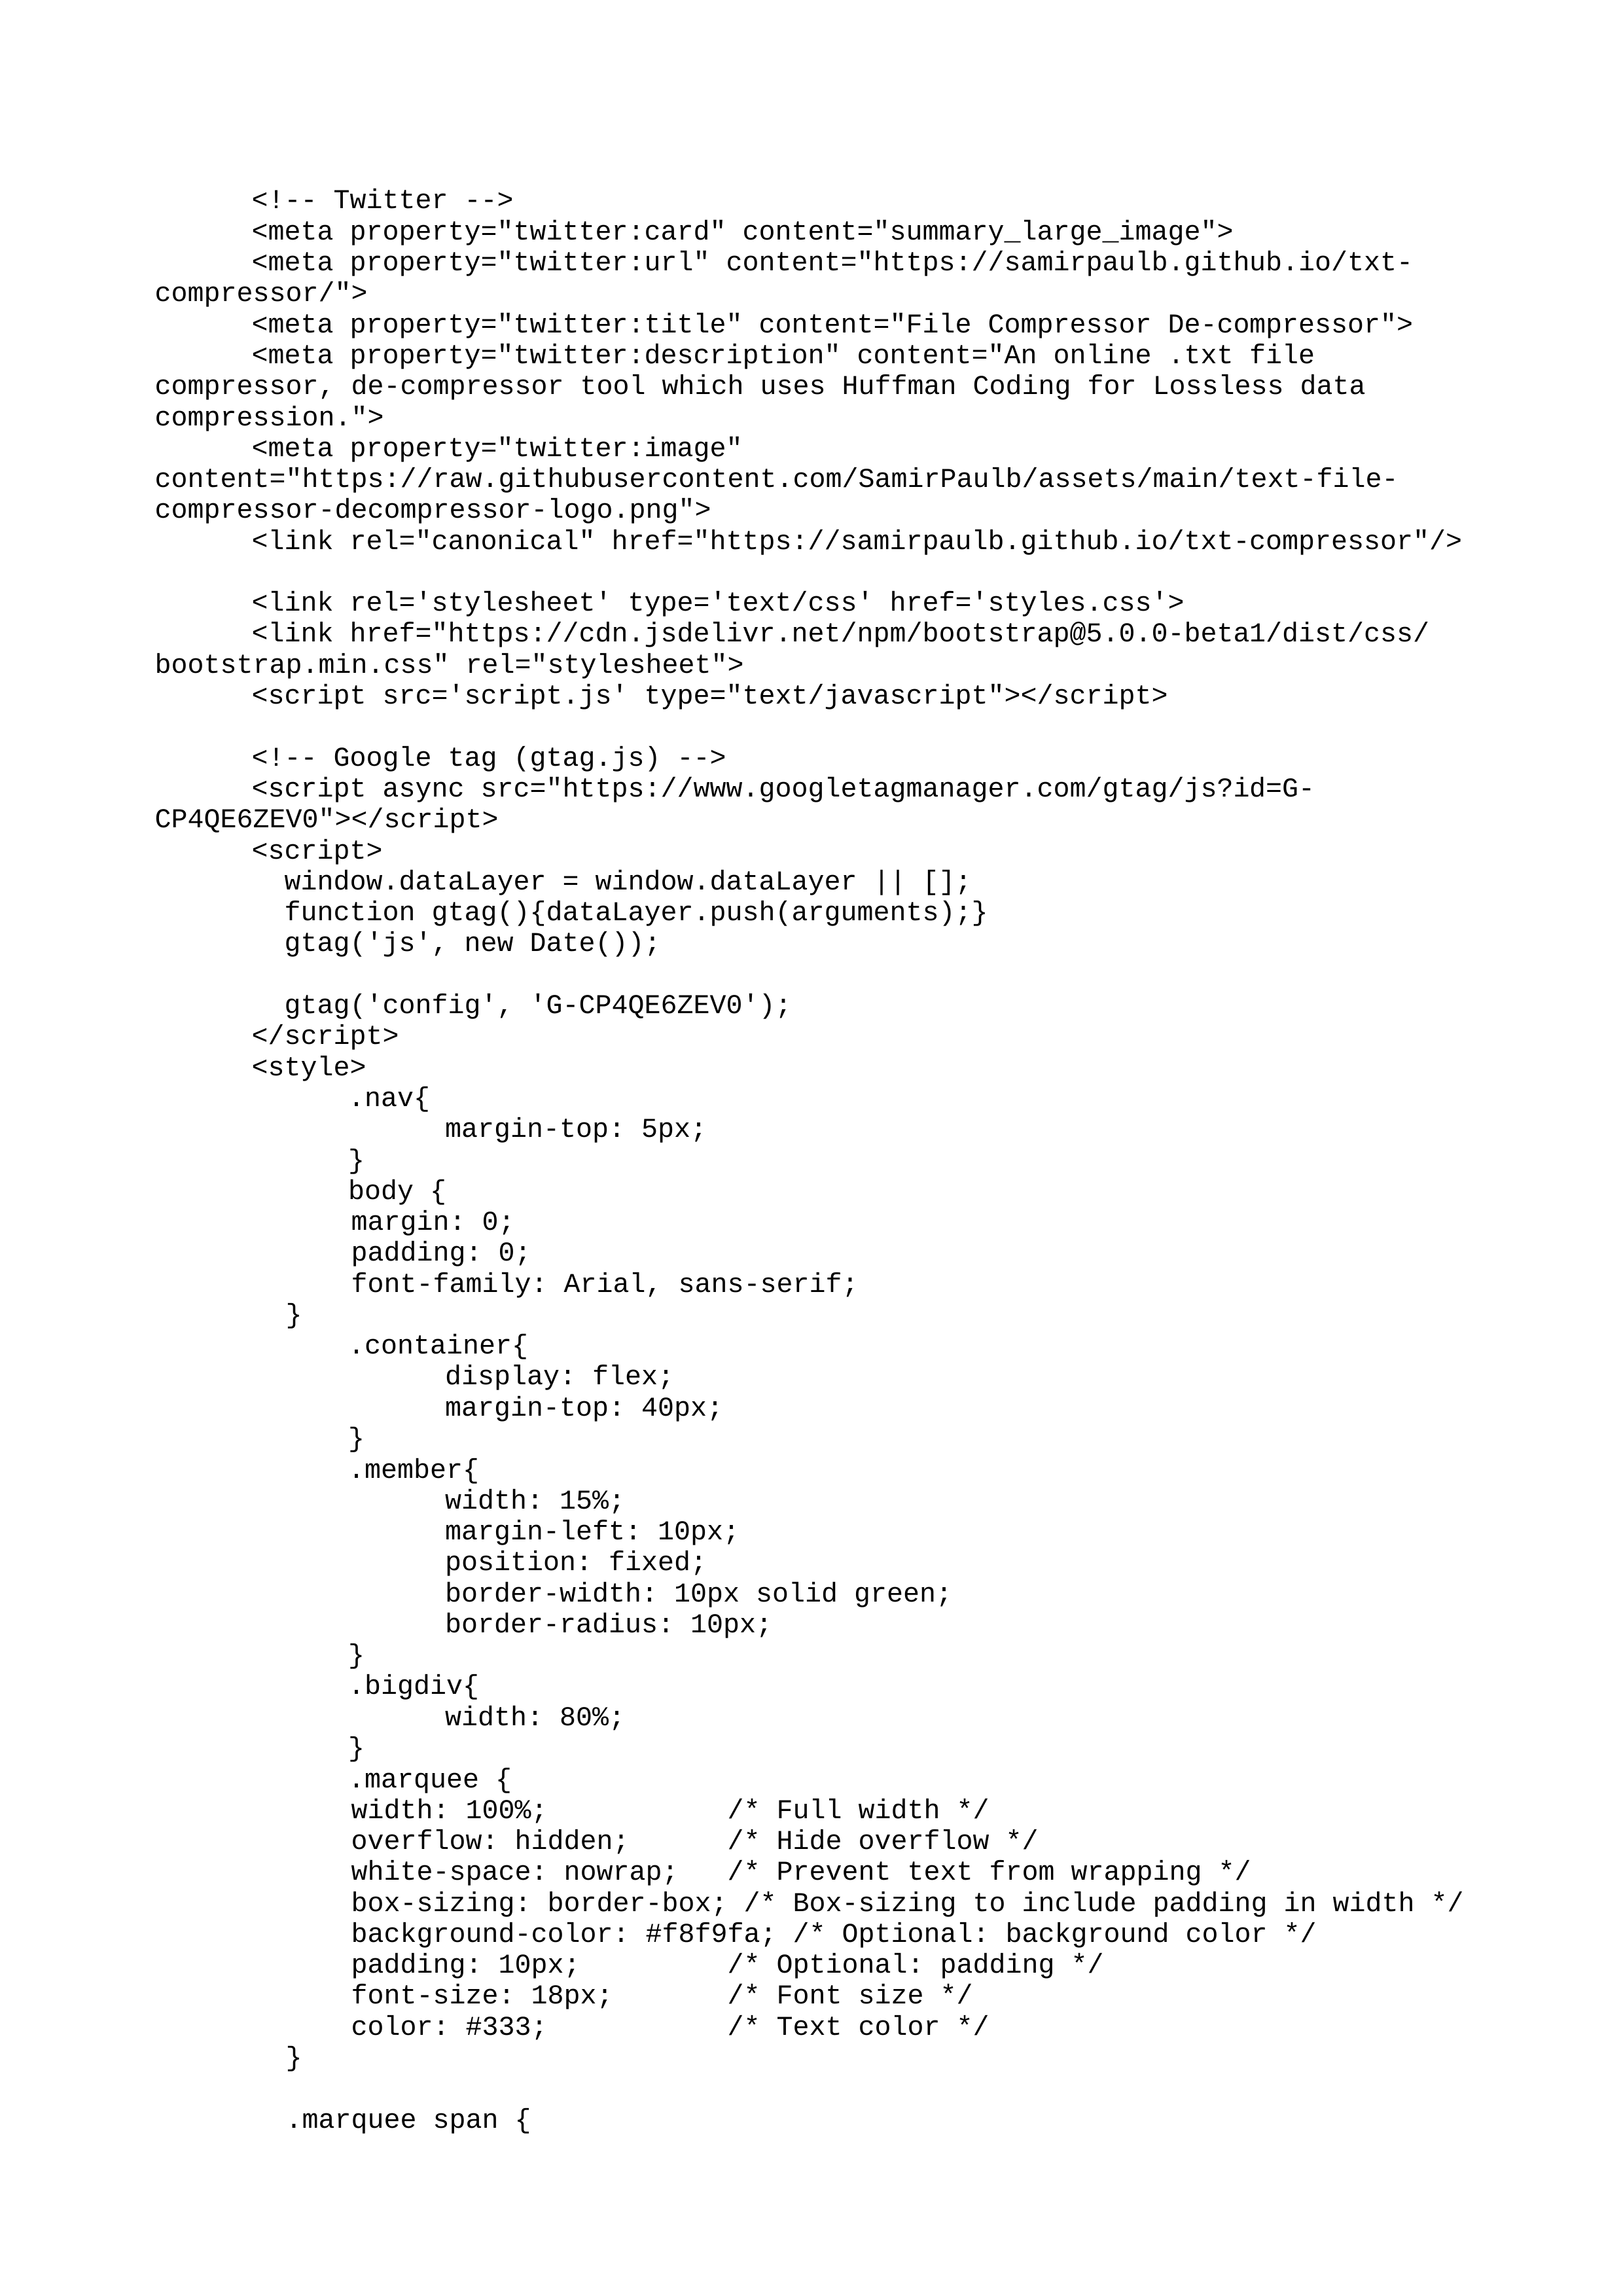 <!-- Twitter -->
<meta property="twitter:card" content="summary_large_image">
<meta property="twitter:url" content="https://samirpaulb.github.io/txt-
compressor/">
<meta property="twitter:title" content="File Compressor De-compressor">
<meta property="twitter:description" content="An online .txt file
compressor, de-compressor tool which uses Huffman Coding for Lossless data
compression.">
<meta property="twitter:image"
content="https://raw.githubusercontent.com/SamirPaulb/assets/main/text-file-
compressor-decompressor-logo.png">
<link rel="canonical" href="https://samirpaulb.github.io/txt-compressor"/>

<link rel='stylesheet' type='text/css' href='styles.css'>
<link href="https://cdn.jsdelivr.net/npm/bootstrap@5.0.0-beta1/dist/css/
bootstrap.min.css" rel="stylesheet">
<script src='script.js' type="text/javascript"></script>

<!-- Google tag (gtag.js) -->
<script async src="https://www.googletagmanager.com/gtag/js?id=G-
CP4QE6ZEV0"></script>
<script>
window.dataLayer = window.dataLayer || [];
function gtag(){dataLayer.push(arguments);}
gtag('js', new Date());

gtag('config', 'G-CP4QE6ZEV0');
</script>
<style>
.nav{
margin-top: 5px;
}
body {
margin: 0;
padding: 0;
font-family: Arial, sans-serif;
}
.container{
display: flex;
margin-top: 40px;
}
.member{
width: 15%;
margin-left: 10px;
position: fixed;
border-width: 10px solid green;
border-radius: 10px;
}
.bigdiv{
width: 80%;
}
.marquee {
width: 100%; /* Full width */
overflow: hidden; /* Hide overflow */
white-space: nowrap; /* Prevent text from wrapping */
box-sizing: border-box; /* Box-sizing to include padding in width */
background-color: #f8f9fa; /* Optional: background color */
padding: 10px; /* Optional: padding */
font-size: 18px; /* Font size */
color: #333; /* Text color */
}

.marquee span {